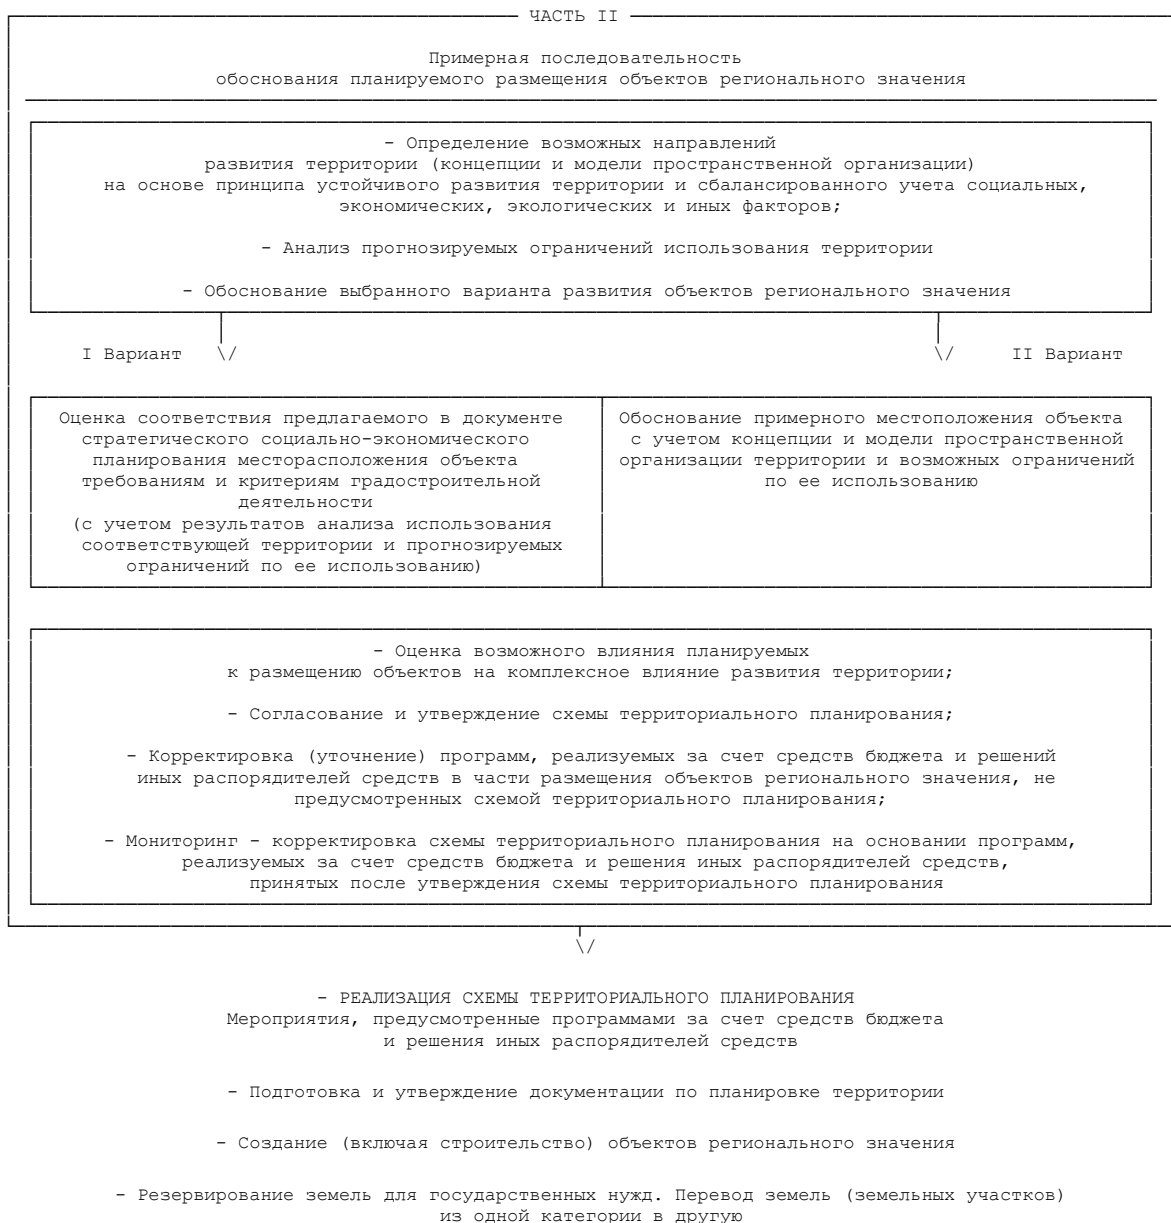 ЧАСТЬ II
Примерная последовательность
обоснования планируемого размещения объектов регионального значения
- Определение возможных направлений
развития территории (концепции и модели пространственной организации)
на основе принципа устойчивого развития территории и сбалансированного учета социальных,
экономических, экологических и иных факторов;
- Анализ прогнозируемых ограничений использования территории
- Обоснование выбранного варианта развития объектов регионального значения
I Вариант \/ \/ II Вариант
Оценка соответствия предлагаемого в документе
стратегического социально-экономического
планирования месторасположения объекта
требованиям и критериям градостроительной
деятельности
(с учетом результатов анализа использования
соответствующей территории и прогнозируемых
ограничений по ее использованию)
Обоснование примерного местоположения объекта
с учетом концепции и модели пространственной
организации территории и возможных ограничений
по ее использованию
- Оценка возможного влияния планируемых
к размещению объектов на комплексное влияние развития территории;
- Согласование и утверждение схемы территориального планирования;
- Корректировка (уточнение) программ, реализуемых за счет средств бюджета и решений
иных распорядителей средств в части размещения объектов регионального значения, не
предусмотренных схемой территориального планирования;
- Мониторинг - корректировка схемы территориального планирования на основании программ,
реализуемых за счет средств бюджета и решения иных распорядителей средств,
принятых после утверждения схемы территориального планирования
\/
- РЕАЛИЗАЦИЯ СХЕМЫ ТЕРРИТОРИАЛЬНОГО ПЛАНИРОВАНИЯ
Мероприятия, предусмотренные программами за счет средств бюджета
и решения иных распорядителей средств
- Подготовка и утверждение документации по планировке территории
- Создание (включая строительство) объектов регионального значения
- Резервирование земель для государственных нужд. Перевод земель (земельных участков)
из одной категории в другую